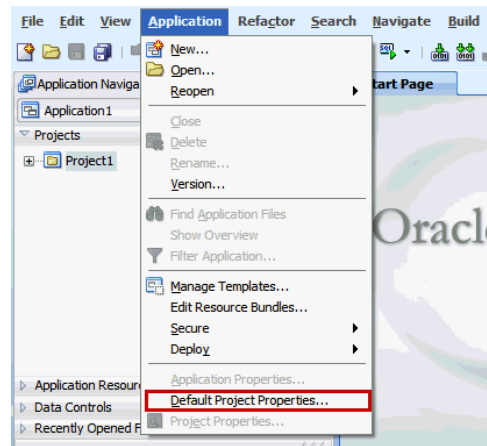 File Edit View Application Refactor Search Navigate Build
New...
Open...
Reopen
Close
Delete
Rename...
Version...
Find Application Files
Show Overview
Filter Application...
Manage Templates...
Edit Resource Bundles...
Secure
Deploy
Application Properties...
Default Project Properties...
Project Properties...
Application Naviga
Application1
Projects
Project1
Application Resour
Data Controls
Recently Opened F
tart Page
Oracl